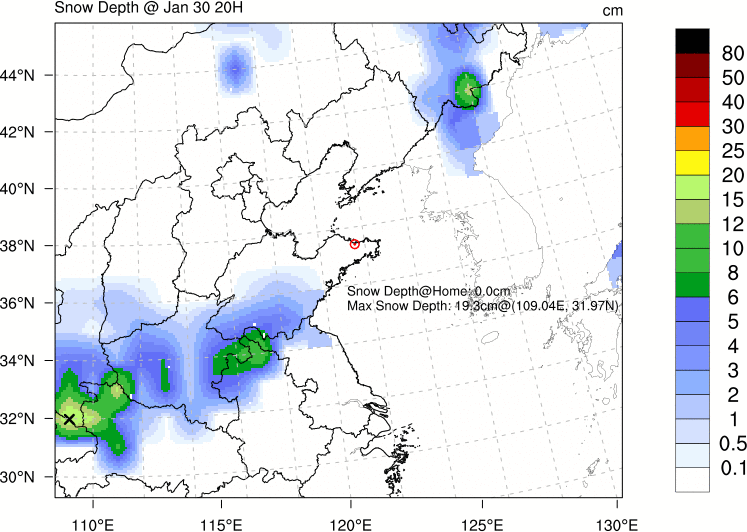 Snow Depth @ Jan 30 20H
cm
44°N
42°N
40°N
38°N
36°N
34°N
32°N
30°N
110°E
115°E
120°E
125°E
130°E
Snow Depth@Home: 0.0cm
Max Snow Depth: 19.3cm@(109.04E, 31.97N)
80
50
40
30
25
20
15
12
10
8
6
5
4
3
2
1
0.5
0.1